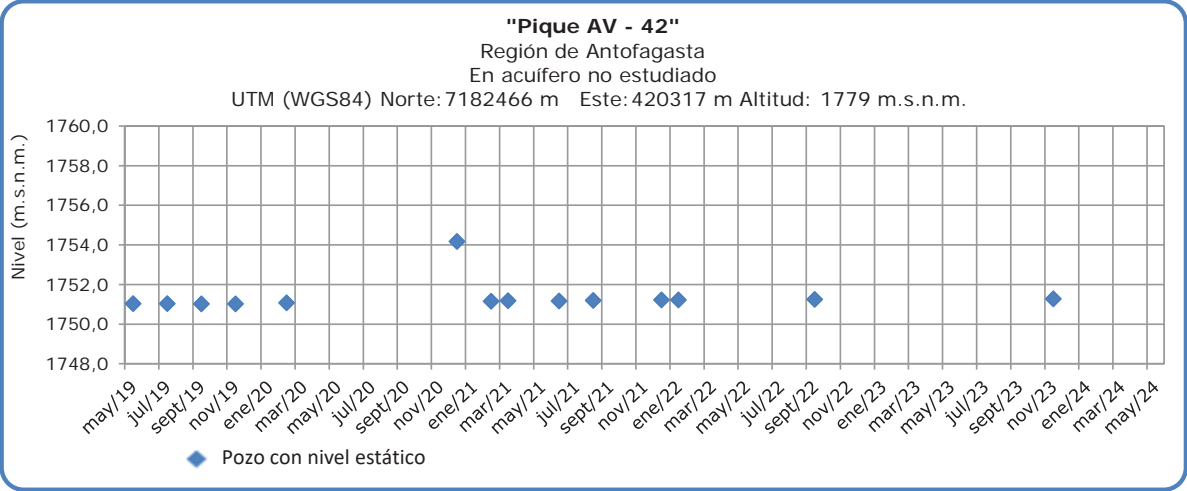 "Pique AV - 42"
Región de Antofagasta
En acuífero no estudiado
UTM (WGS84) Norte: 7182466 m Este: 420317 m Altitud: 1779 m.s.n.m.
Nivel (m.s.n.m.)
1760,0
1758,0
1756,0
1754,0
1752,0
1750,0
1748,0
may/19
jul/19
sept/19
nov/19
ene/20
mar/20
may/20
jul/20
sept/20
nov/20
ene/21
mar/21
may/21
jul/21
sept/21
nov/21
ene/22
mar/22
may/22
jul/22
sept/22
nov/22
ene/23
mar/23
may/23
jul/23
sept/23
nov/23
ene/24
mar/24
may/24
Pozo con nivel estático